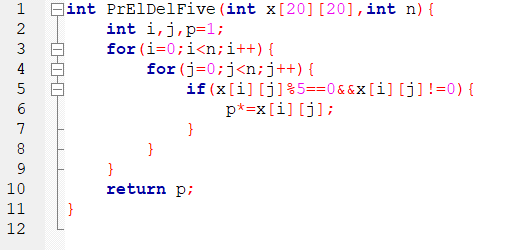 1 int PrElDelFive(int x[20][20],int n){
2 int i,j,p=1;
3 for(i=0;i<n;i++){
4 for(j=0;j<n;j++){
5 if(x[i][j]%5==0&&x[i][j]!=0){
6 p*=x[i][j];
7 }
8 }
9 }
10 return p;
11 }
12